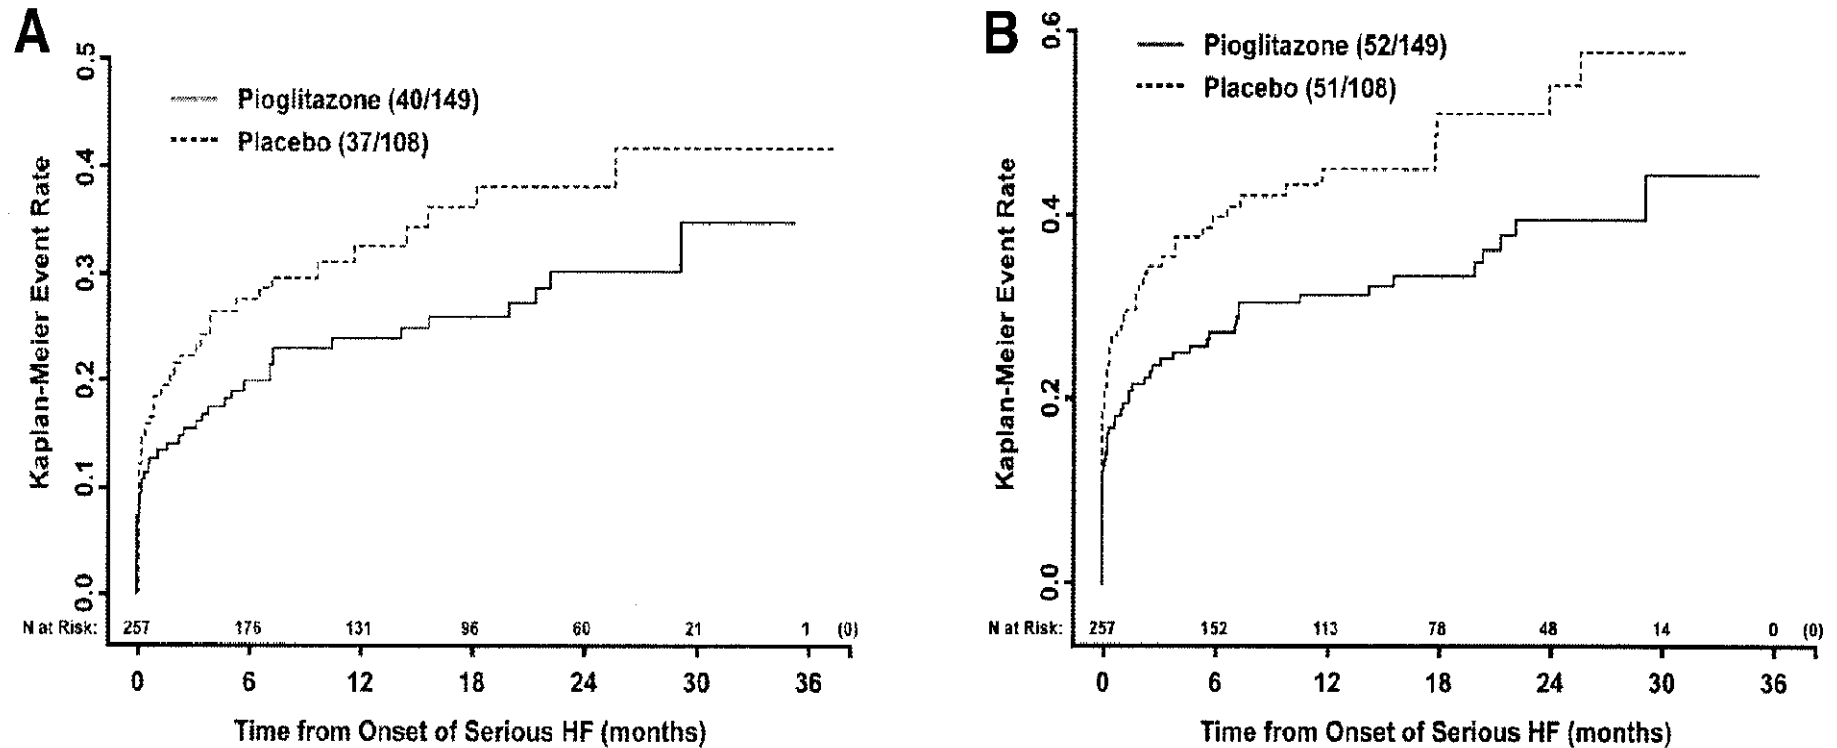 A
Pioglitazone (40/149)
Placebo (37/108)
Kaplan-Meier Event Rate
0.5
0.4
0.3
0.2
0.1
0.0
N at Risk: 257 176 131 96 60 21 1 (0)
0 6 12 18 24 30 36
Time from Onset of Serious HF (months)
B
Pioglitazone (52/149)
Placebo (51/108)
Kaplan-Meier Event Rate
0.6
0.4
0.2
0.0
N at Risk: 257 152 113 78 48 14 0 (0)
0 6 12 18 24 30 36
Time from Onset of Serious HF (months)